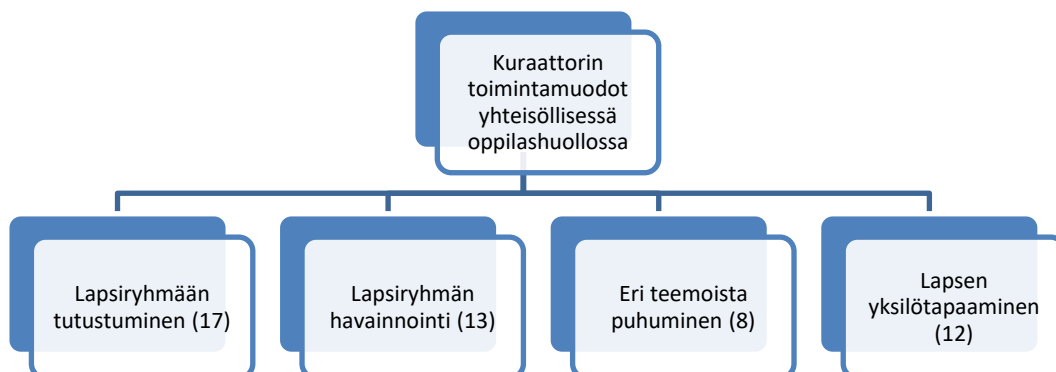 Kuraattorin
toimintamuodot
yhteisöllisessä
oppilashuollossa
Lapsiryhmään
tutustuminen (17)
Lapsiryhmän
havainnointi (13)
Eri teemoista
puhuminen (8)
Lapsen
yksilötapaaminen
(12)